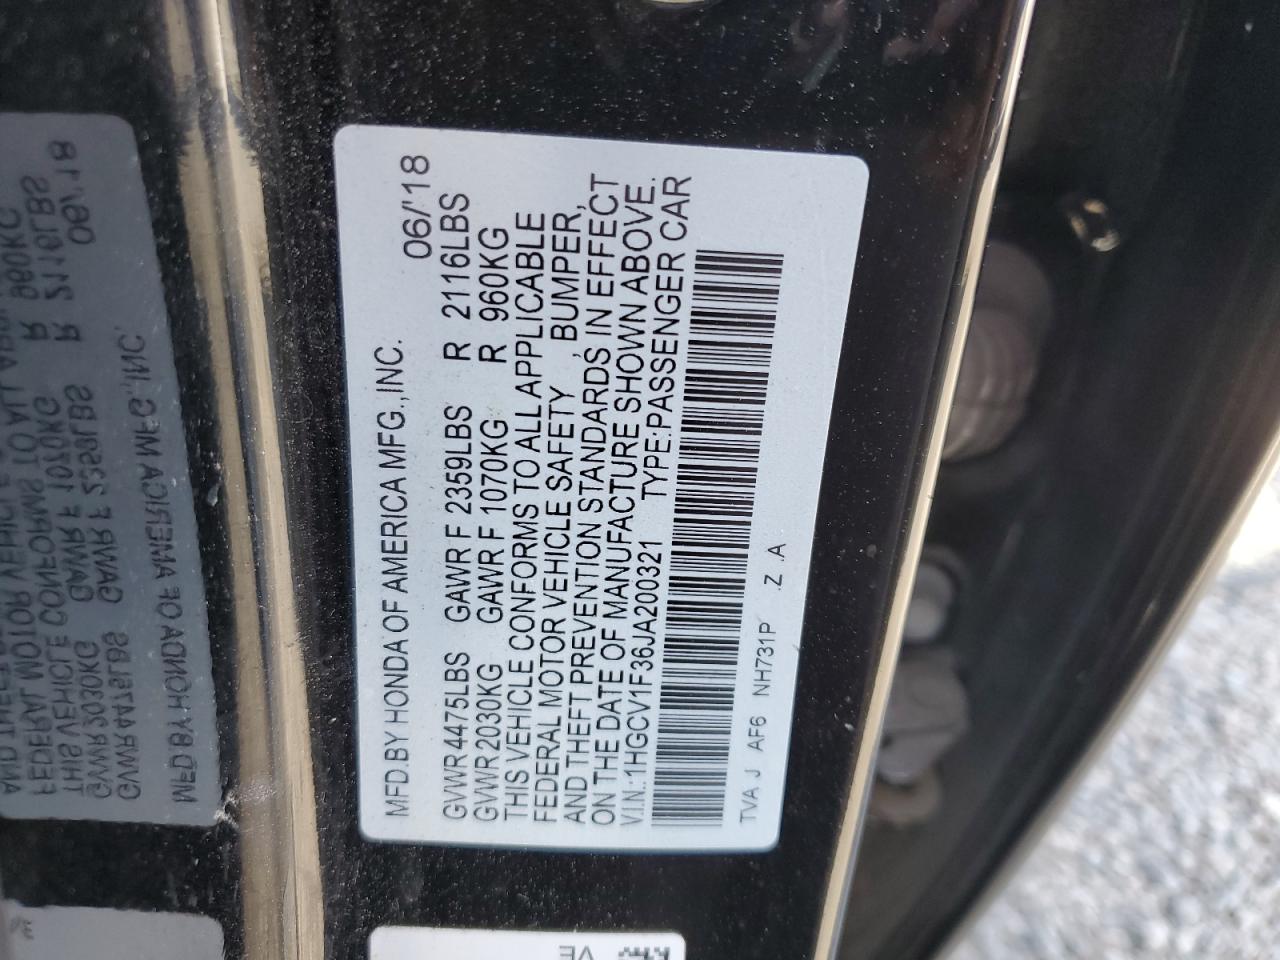 MFD.BY HONDA OF AMERICA MFG.,INC. 06/'18
GVWR 4475LBS GAWR F 2359LBS R 2116LBS
GVWR 2030KG GAWR F 1070KG R 960KG
THIS VEHICLE CONFORMS TO ALL APPLICABLE
FEDERAL MOTOR VEHICLE SAFETY , BUMPER,
AND THEFT PREVENTION STANDARDS, IN EFFECT
ON THE DATE OF MANUFACTURE SHOWN ABOVE.
V.I.N.:1HGCV1F36JA200321 TYPE:PASSENGER CAR
TVA J AF6 NH731P .Z .A
VE